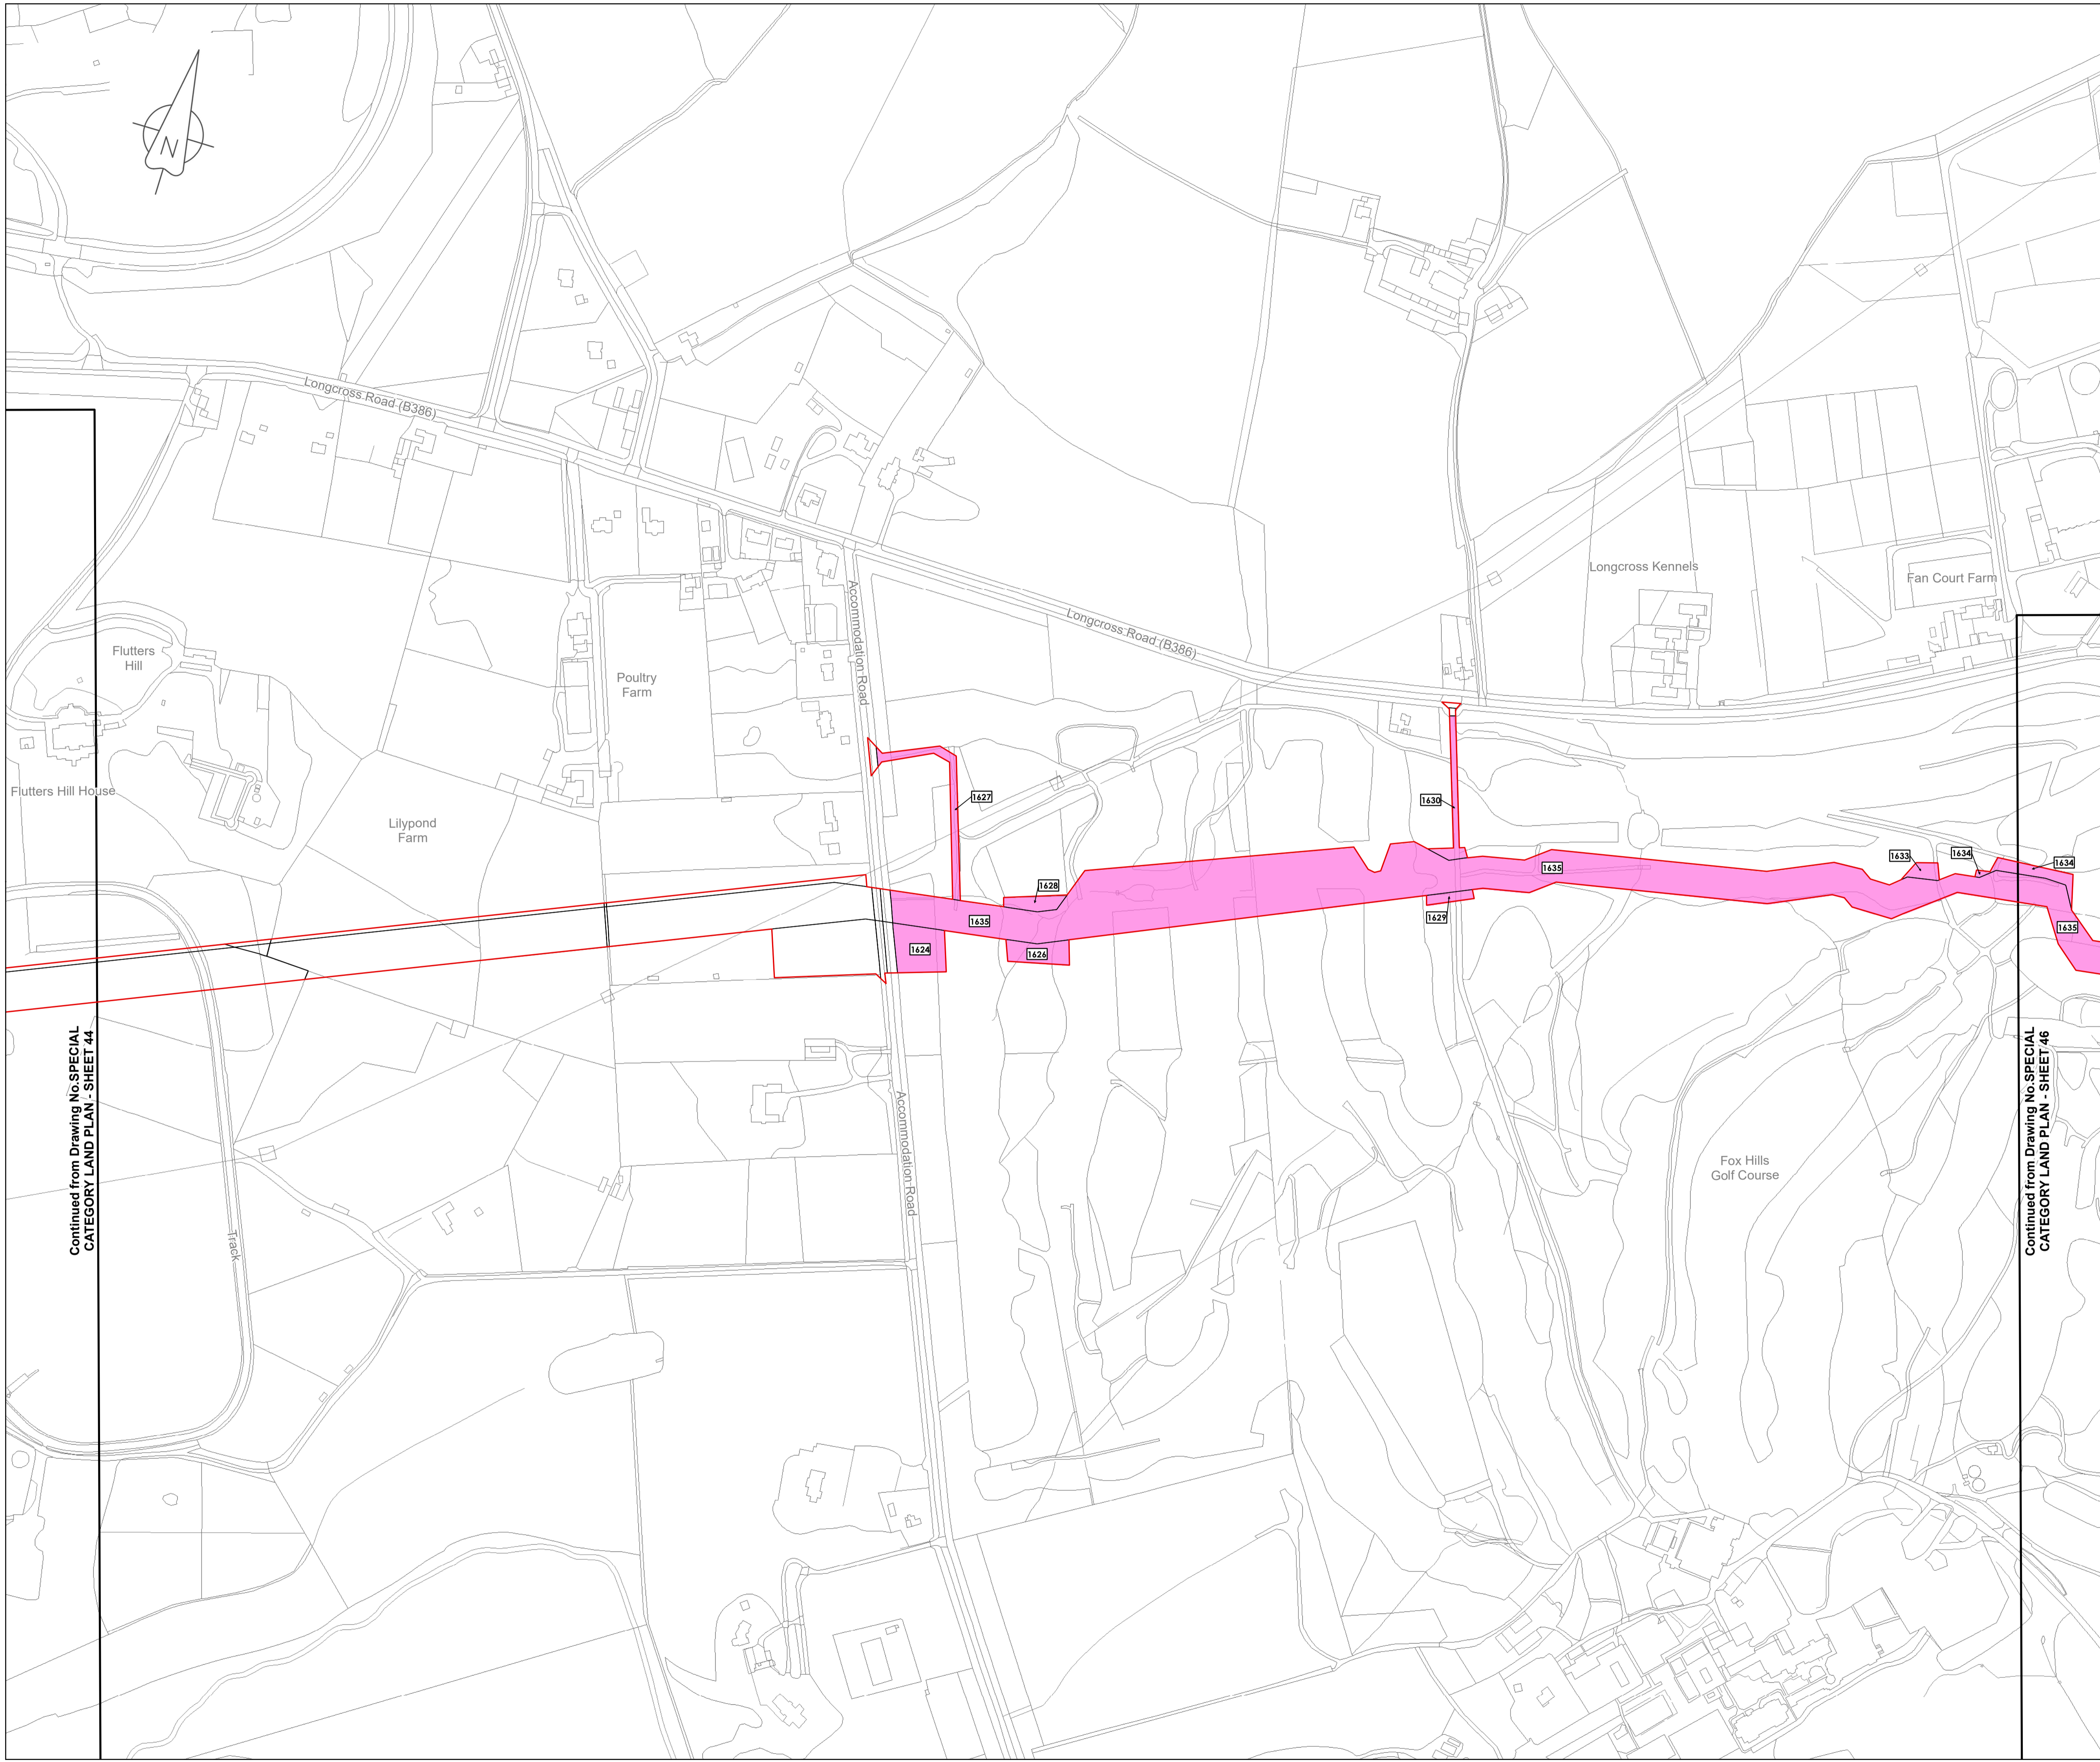 N
Longcross Road (B386)
Accommodation Road
Longcross Kennels
Fan Court Farm
Longcross Road (B386)
Flutters
Hill
Poultry
Farm
Flutters Hill House
Lilypond
Farm
1627
1630
1633
1634
1634
1635
1628
1635
1629
1624
1626
1635
Continued from Drawing No.SPECIAL
CATEGORY LAND PLAN - SHEET 44
Continued from Drawing No.SPECIAL
CATEGORY LAND PLAN - SHEET 46
Accommodation Road
Fox Hills
Golf Course
Track